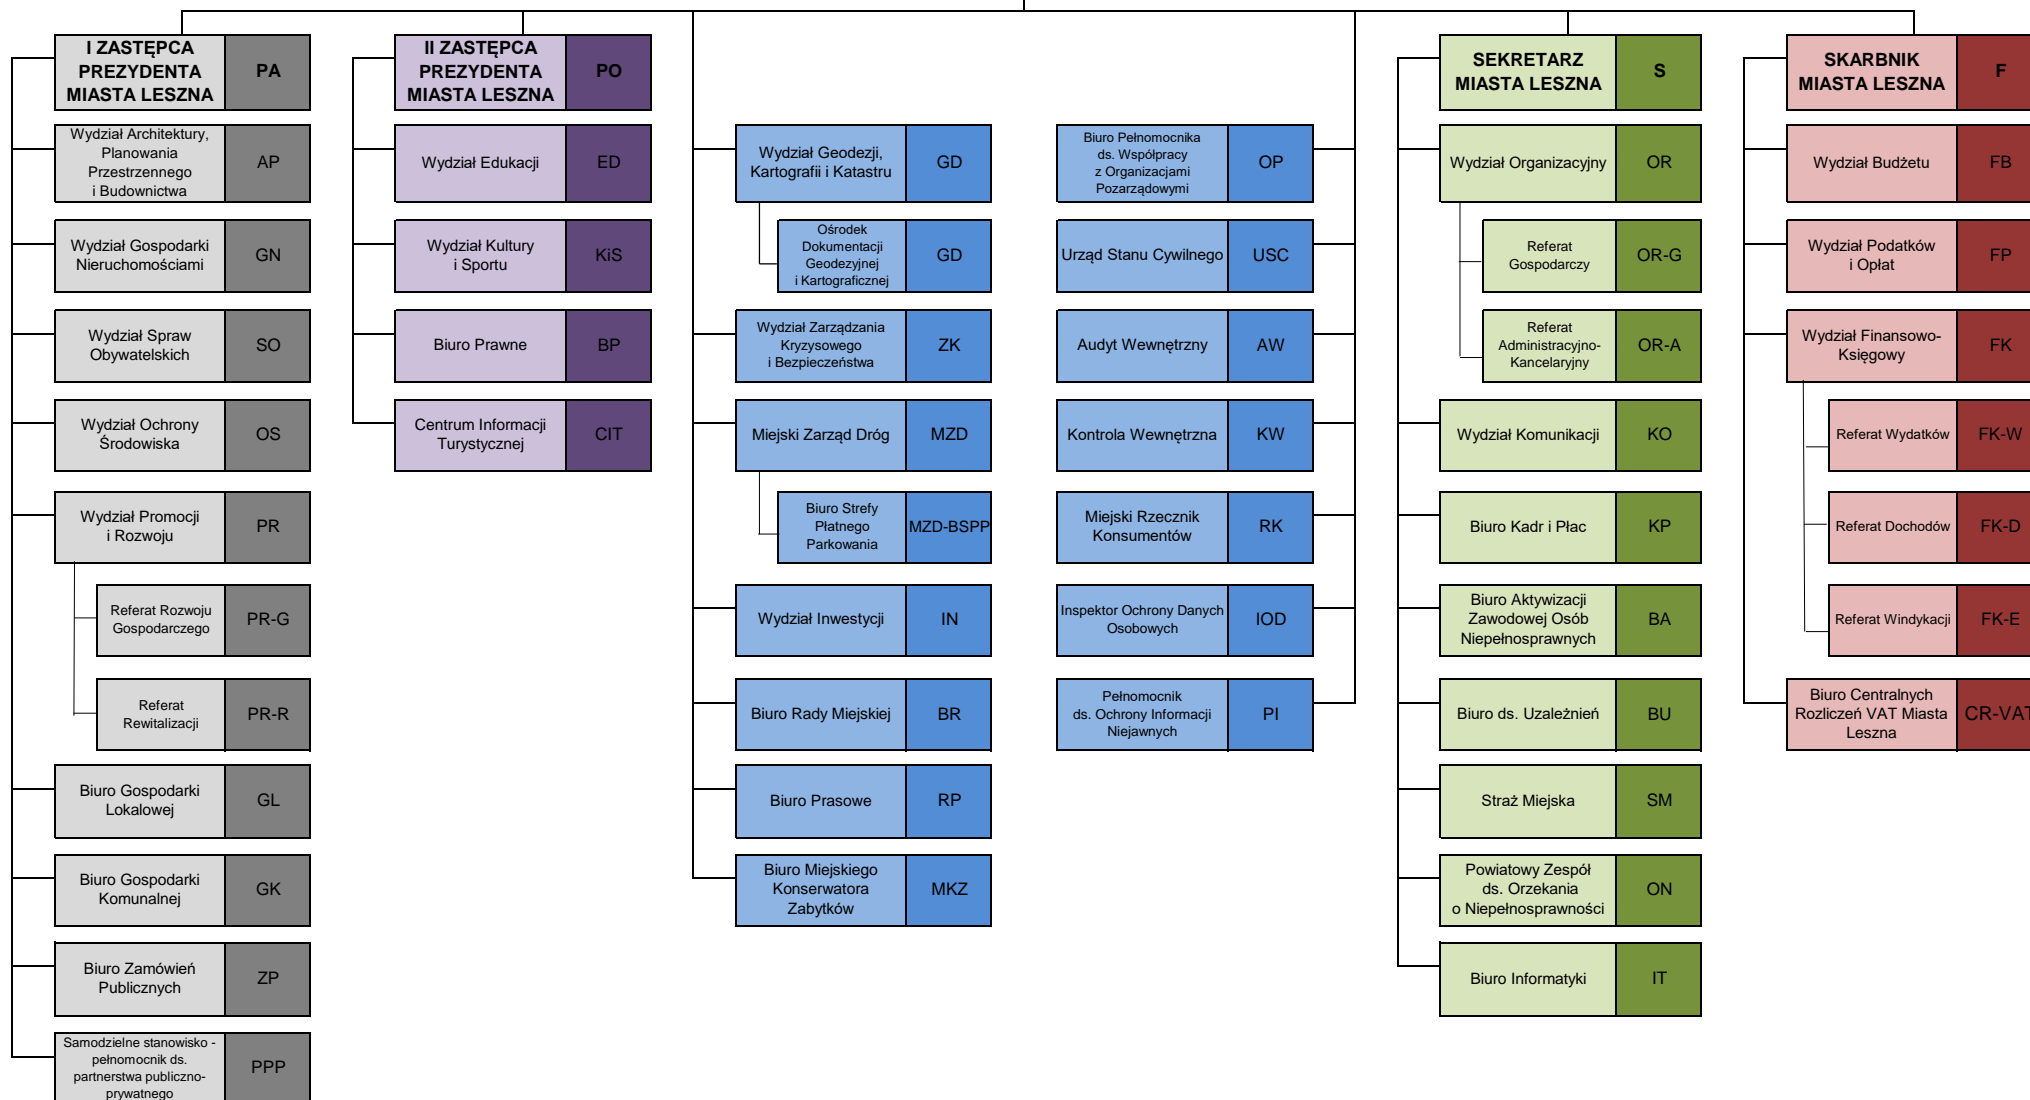 I ZASTĘPCA
PREZYDENTA
MIASTA LESZNA
PA
Wydział Architektury,
Planowania
Przestrzennego
i Budownictwa
AP
Wydział Gospodarki
Nieruchomościami
GN
Wydział Spraw
Obywatelskich
SO
Wydział Ochrony
Środowiska
OS
Wydział Promocji
i Rozwoju
PR
Referat Rozwoju
Gospodarczego
PR-G
Referat
Rewitalizacji
PR-R
Biuro Gospodarki
Lokalowej
GL
Biuro Gospodarki
Komunalnej
GK
Biuro Zamówień
Publicznych
ZP
Samodzielne stanowisko -
pełnomocnik ds.
partnerstwa publiczno-
prywatnego
PPP
II ZASTĘPCA
PREZYDENTA
MIASTA LESZNA
PO
Wydział Edukacji
ED
Wydział Kultury
i Sportu
KiS
Biuro Prawne
BP
Centrum Informacji
Turystycznej
CIT
Wydział Geodezji,
Kartografii i Katastru
GD
Ośrodek
Dokumentacji
Geodezyjnej
i Kartograficznej
GD
Wydział Zarządzania
Kryzysowego
i Bezpieczeństwa
ZK
Miejski Zarząd Dróg
MZD
Biuro Strefy
Płatnego
Parkowania
MZD-BSPP
Wydział Inwestycji
IN
Biuro Rady Miejskiej
BR
Biuro Prasowe
RP
Biuro Miejskiego
Konserwatora
Zabytków
MKZ
Biuro Pełnomocnika
ds. Współpracy
z Organizacjami
Pozarządowymi
OP
Urząd Stanu Cywilnego
USC
Audyt Wewnętrzny
AW
Kontrola Wewnętrzna
KW
Miejski Rzecznik
Konsumentów
RK
Inspektor Ochrony Danych
Osobowych
IOD
Pełnomocnik
ds. Ochrony Informacji
Niejawnych
PI
SEKRETARZ
MIASTA LESZNA
S
Wydział Organizacyjny
OR
Referat
Gospodarczy
OR-G
Referat
Administracyjno-
Kancelaryjny
OR-A
Wydział Komunikacji
KO
Biuro Kadr i Płac
KP
Biuro Aktywizacji
Zawodowej Osób
Niepełnosprawnych
BA
Biuro ds. Uzależnień
BU
Straż Miejska
SM
Powiatowy Zespół
ds. Orzekania
o Niepełnosprawności
ON
Biuro Informatyki
IT
SKARBNIK
MIASTA LESZNA
F
Wydział Budżetu
FB
Wydział Podatków
i Opłat
FP
Wydział Finansowo-
Księgowy
FK
Referat Wydatków
FK-W
Referat Dochodów
FK-D
Referat Windykacji
FK-E
Biuro Centralnych
Rozliczeń VAT Miasta
Leszna
CR-VAT